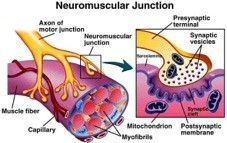 Neuromuscular Junction
Axon of
motor junction
Neuromuscular
junction
Muscle fiber
Capillary
Myofibrils
Presynaptic
terminal
Synaptic
vesicles
Sarcolemma
Synaptic
cleft
Mitochondrion
Postsynaptic
membrane